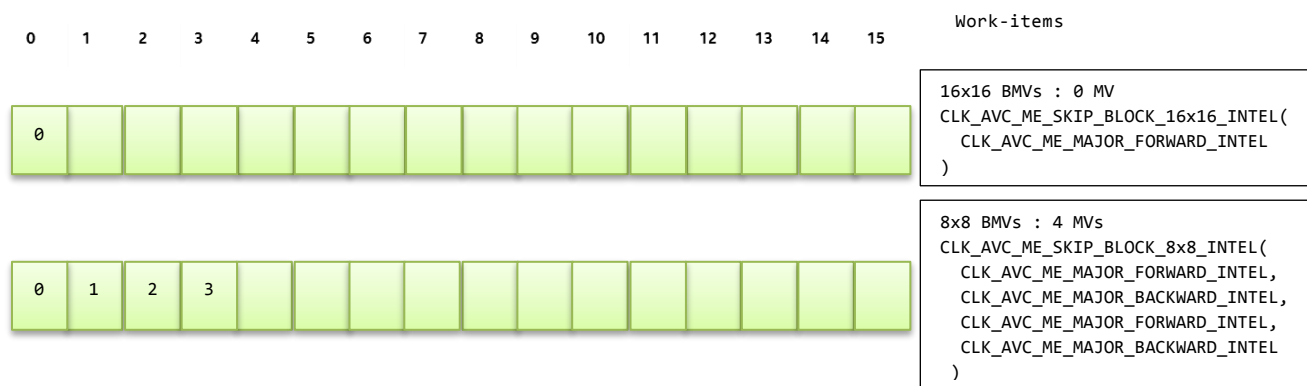 Work-items
0 1 2 3 4 5 6 7 8 9 10 11 12 13 14 15
0
16x16 BMVs : 0 MV
CLK_AVC_ME_SKIP_BLOCK_16x16_INTEL(
CLK_AVC_ME_MAJOR_FORWARD_INTEL
)
0 1 2 3
8x8 BMVs : 4 MVs
CLK_AVC_ME_SKIP_BLOCK_8x8_INTEL(
CLK_AVC_ME_MAJOR_FORWARD_INTEL,
CLK_AVC_ME_MAJOR_BACKWARD_INTEL,
CLK_AVC_ME_MAJOR_FORWARD_INTEL,
CLK_AVC_ME_MAJOR_BACKWARD_INTEL
)